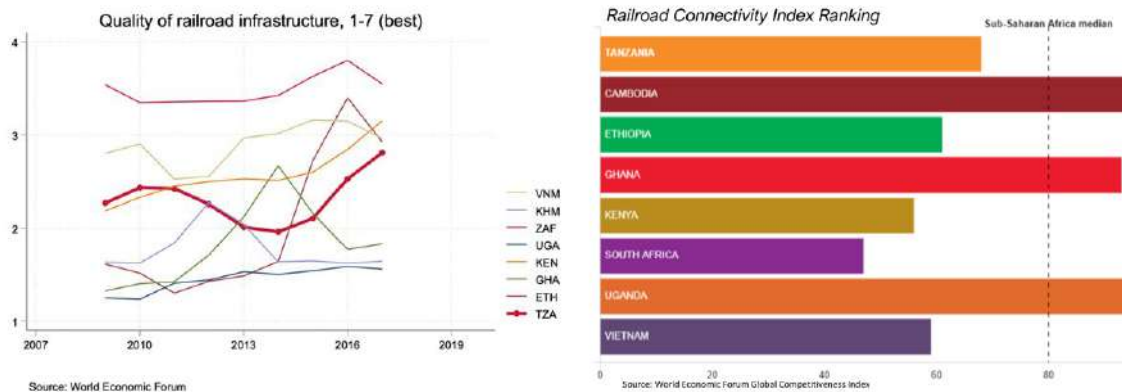 Quality of railroad infrastructure, 1-7 (best)
4
3
2
1
2007
2010
2013
2016
2019
VNM
KHM
ZAF
UGA
KEN
GHA
ETH
TZA
Source: World Economic Forum
Railroad Connectivity Index Ranking
Sub-Saharan Africa median
TANZANIA
CAMBODIA
ETHIOPIA
GHANA
KENYA
SOUTH AFRICA
UGANDA
VIETNAM
0
20
40
60
80
Source: World Economic Forum Global Competitiveness Index